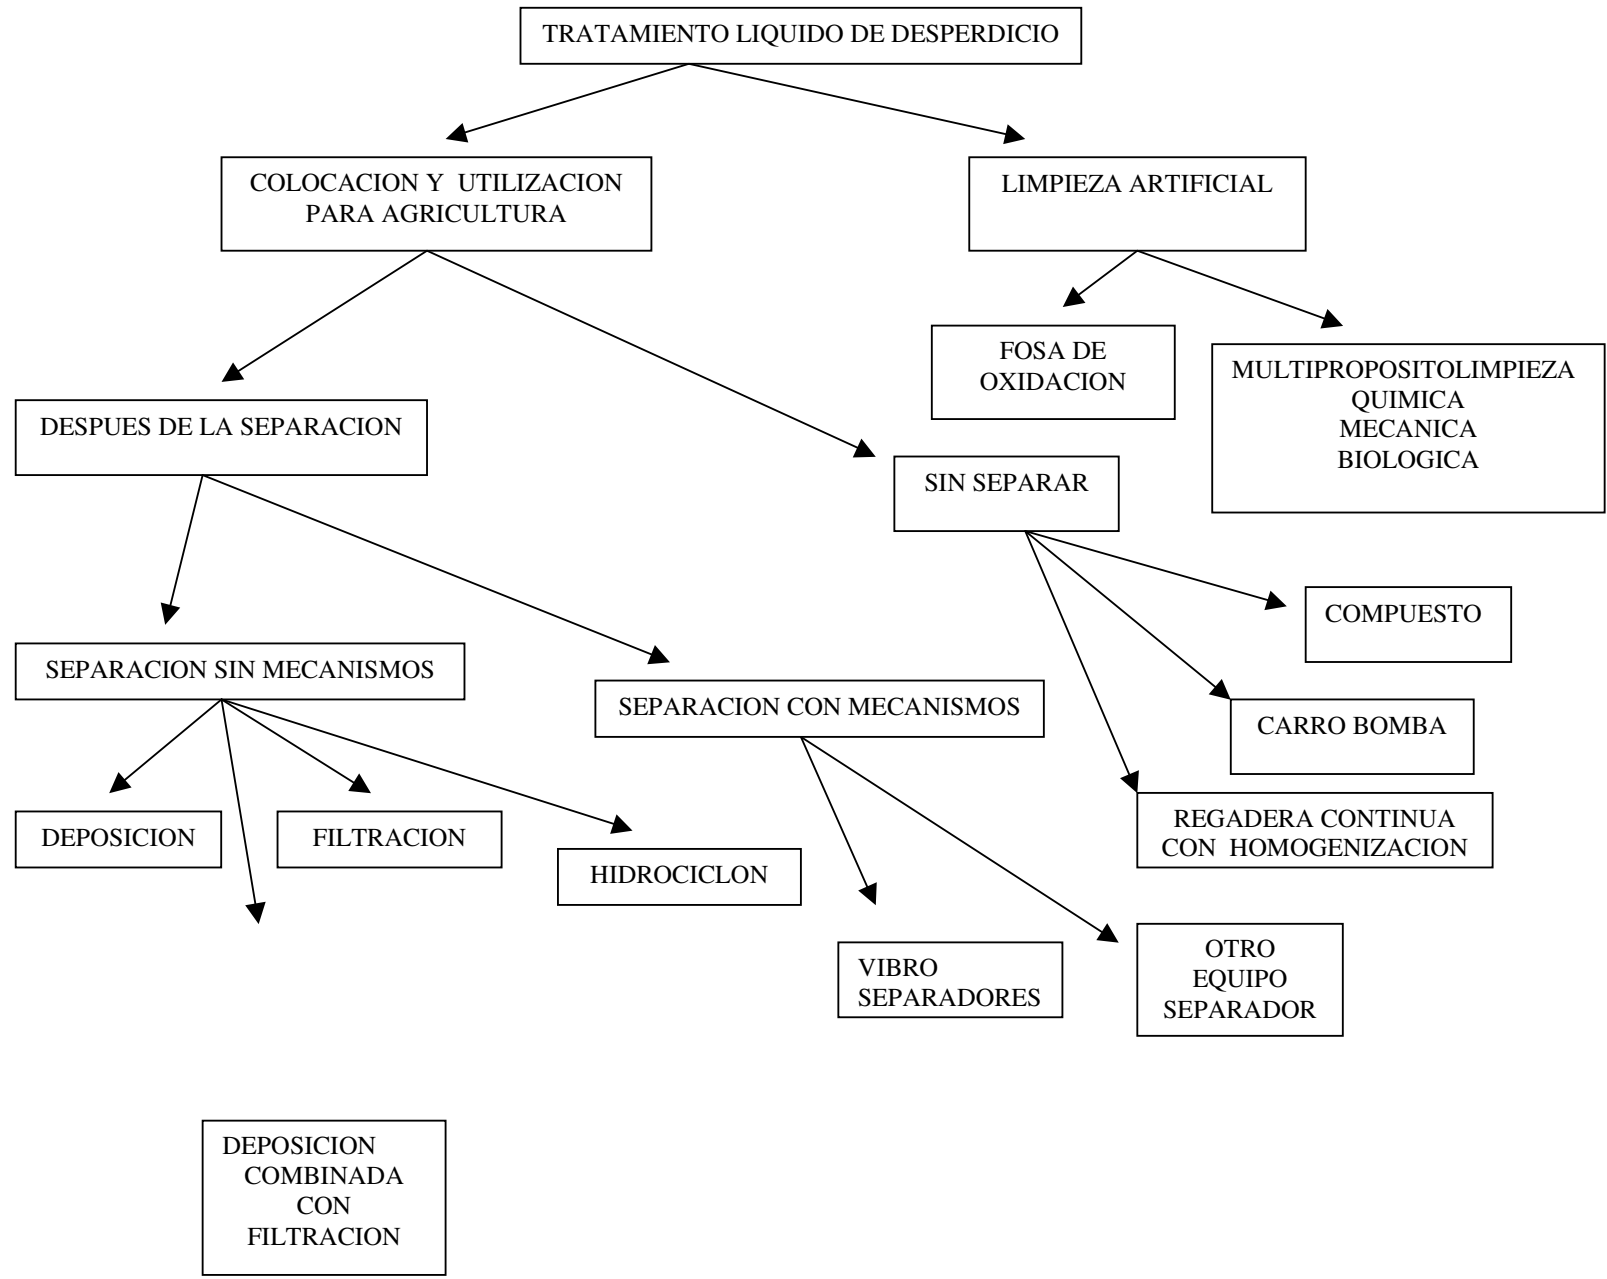 TRATAMIENTO LIQUIDO DE DESPERDICIO
COLOCACION Y UTILIZACION
PARA AGRICULTURA
LIMPIEZA ARTIFICIAL
FOSA DE
OXIDACION
MULTIPROPOSITOLIMPIEZA
QUIMICA
MECANICA
BIOLOGICA
DESPUES DE LA SEPARACION
SIN SEPARAR
COMPUESTO
SEPARACION SIN MECANISMOS
SEPARACION CON MECANISMOS
CARRO BOMBA
REGADERA CONTINUA
CON HOMOGENIZACION
DEPOSICION
FILTRACION
HIDROCICLON
VIBRO
SEPARADORES
OTRO
EQUIPO
SEPARADOR
DEPOSICION
COMBINADA
CON
FILTRACION